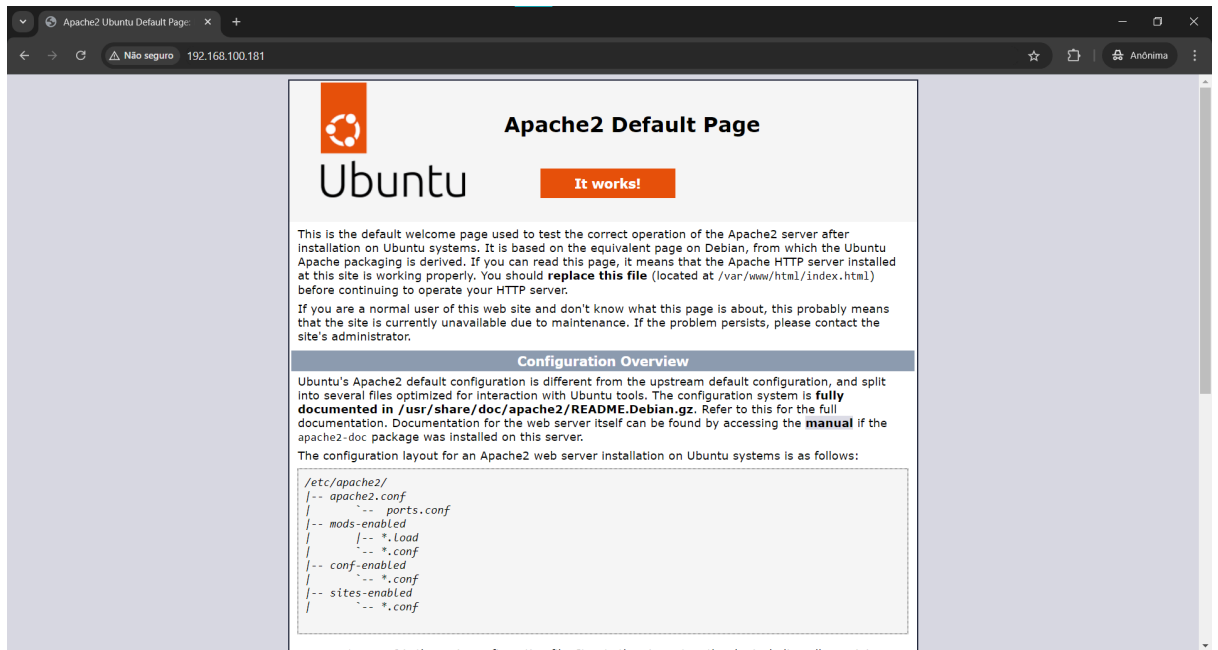 Apache2 Ubuntu Default Page:
Não seguro 192.168.100.181
Anônima
Apache2 Default Page
Ubuntu
It works!
This is the default welcome page used to test the correct operation of the Apache2 server after
installation on Ubuntu systems. It is based on the equivalent page on Debian, from which the Ubuntu
Apache packaging is derived. If you can read this page, it means that the Apache HTTP server installed
at this site is working properly. You should replace this file (located at /var/www/html/index.html)
before continuing to operate your HTTP server.
If you are a normal user of this web site and don't know what this page is about, this probably means
that the site is currently unavailable due to maintenance. If the problem persists, please contact the
site's administrator.
Configuration Overview
Ubuntu's Apache2 default configuration is different from the upstream default configuration, and split
into several files optimized for interaction with Ubuntu tools. The configuration system is fully
documented in /usr/share/doc/apache2/README.Debian.gz. Refer to this for the full
documentation. Documentation for the web server itself can be found by accessing the manual if the
apache2-doc package was installed on this server.
The configuration layout for an Apache2 web server installation on Ubuntu systems is as follows:
/etc/apache2/
|-- apache2.conf
|       `--  ports.conf
|-- mods-enabled
|       |-- *.load
|       `-- *.conf
|-- conf-enabled
|       `-- *.conf
|-- sites-enabled
|       `-- *.conf